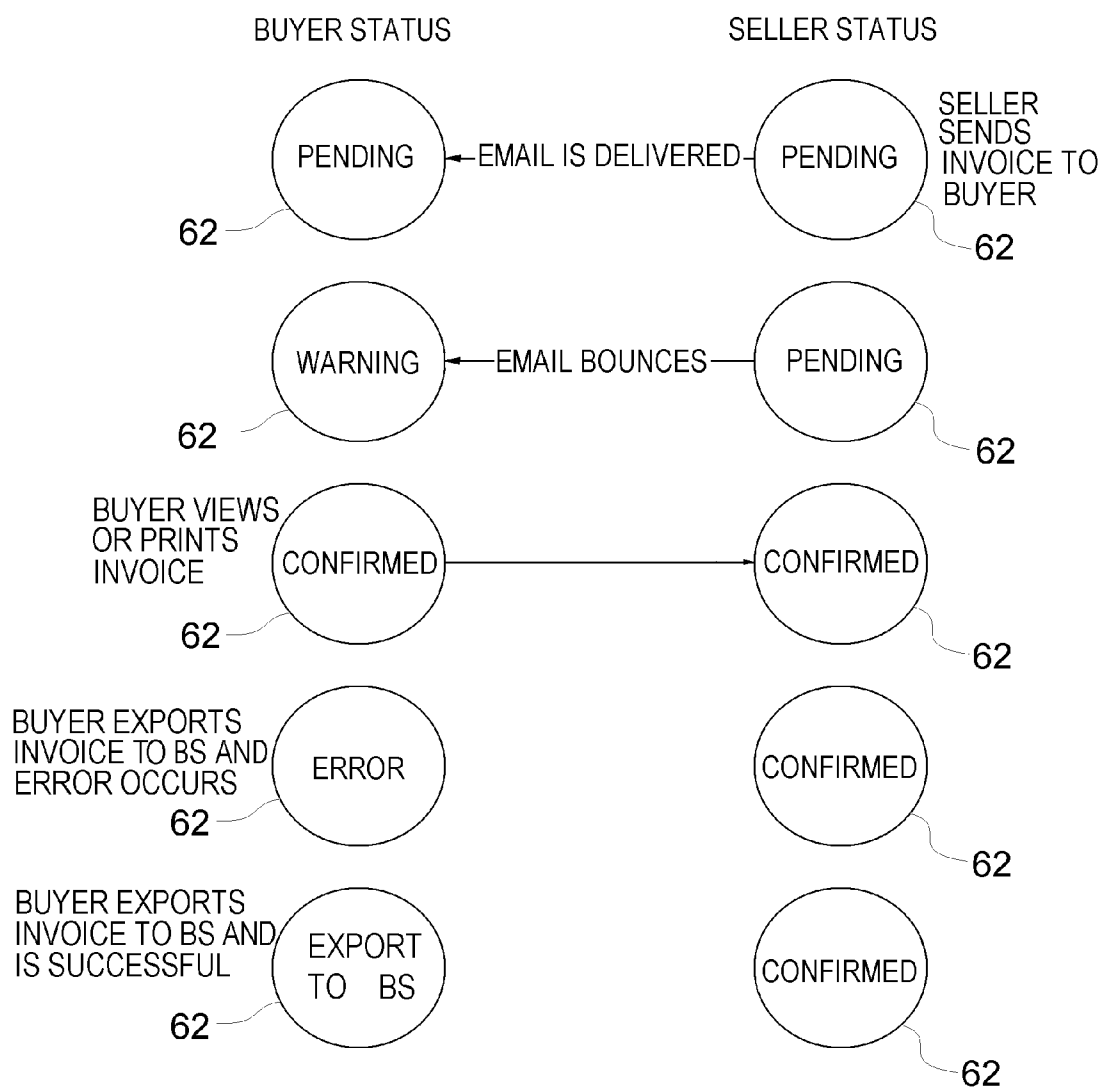 BUYER STATUS
SELLER STATUS
PENDING
EMAIL IS DELIVERED
PENDING
SELLER
SENDS
INVOICE TO
BUYER
62
62
WARNING
EMAIL BOUNCES
PENDING
62
62
BUYER VIEWS
OR PRINTS
INVOICE
CONFIRMED
CONFIRMED
62
62
BUYER EXPORTS
INVOICE TO BS AND
ERROR OCCURS
ERROR
CONFIRMED
62
62
BUYER EXPORTS
INVOICE TO BS AND
IS SUCCESSFUL
EXPORT
TO BS
CONFIRMED
62
62